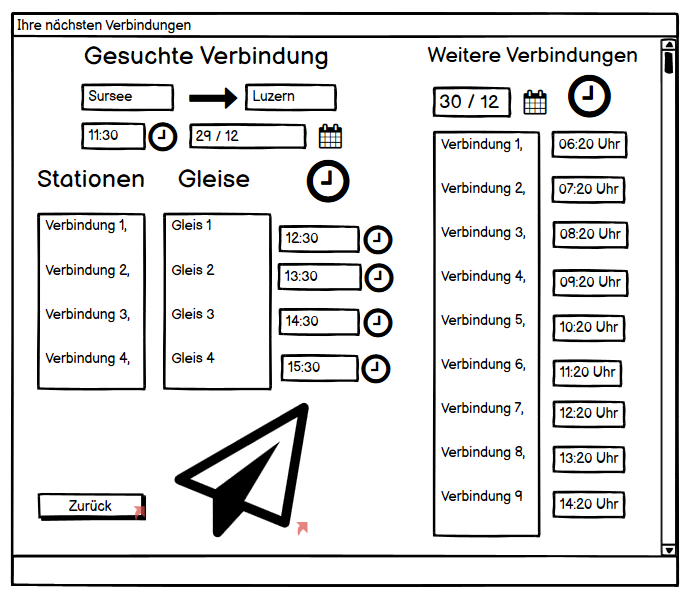 Ihre nächsten Verbindungen
Gesuchte Verbindung
Sursee
Luzern
11:30
29 / 12
Stationen
Gleise
Verbindung 1,
Gleis 1
12:30
Verbindung 2,
Gleis 2
13:30
Verbindung 3,
Gleis 3
14:30
Verbindung 4,
Gleis 4
15:30
Zurück
Weitere Verbindungen
30 / 12
Verbindung 1,
06:20 Uhr
Verbindung 2,
07:20 Uhr
Verbindung 3,
08:20 Uhr
Verbindung 4,
09:20 Uhr
Verbindung 5,
10:20 Uhr
Verbindung 6,
11:20 Uhr
Verbindung 7,
12:20 Uhr
Verbindung 8,
13:20 Uhr
Verbindung 9
14:20 Uhr